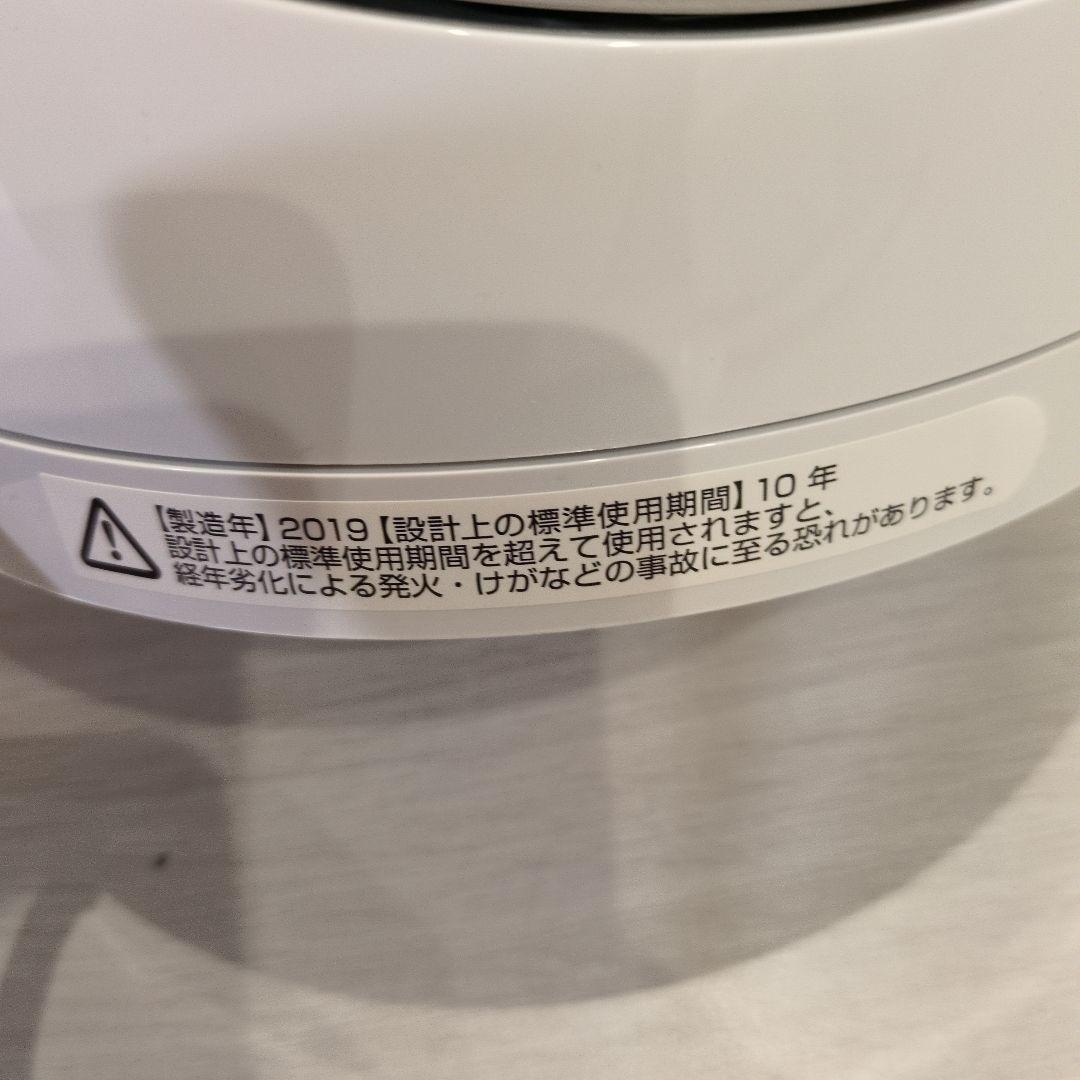 【製造年】2019【設計上の標準使用期間】10 年
設計上の標準使用期間を超えて使用されますと、
経年劣化による発火・けがなどの事故に至る恐れがあります。